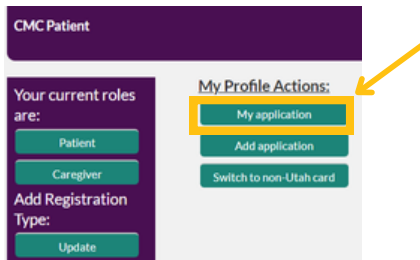 CMC Patient
Your current roles
are:
Patient
Caregiver
Add Registration
Type:
Update
My Profile Actions:
My application
Add application
Switch to non-Utah card